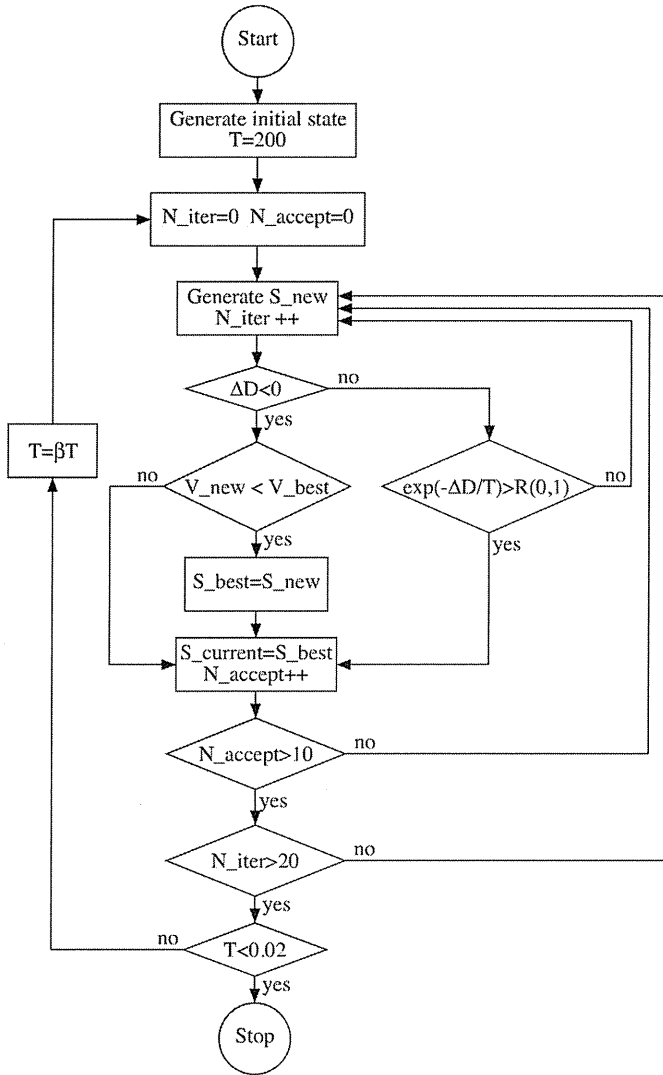 Start
Generate initial state
T=200
N_iter=0 N_accept=0
Generate S_new
N_iter ++
ΔD<0
no
yes
T=βT
no
V_new < V_best
exp(-ΔD/T)>R(0,1)
no
yes
yes
S_best=S_new
S_current=S_best
N_accept++
N_accept>10
no
yes
N_iter>20
no
yes
no
T<0.02
yes
Stop